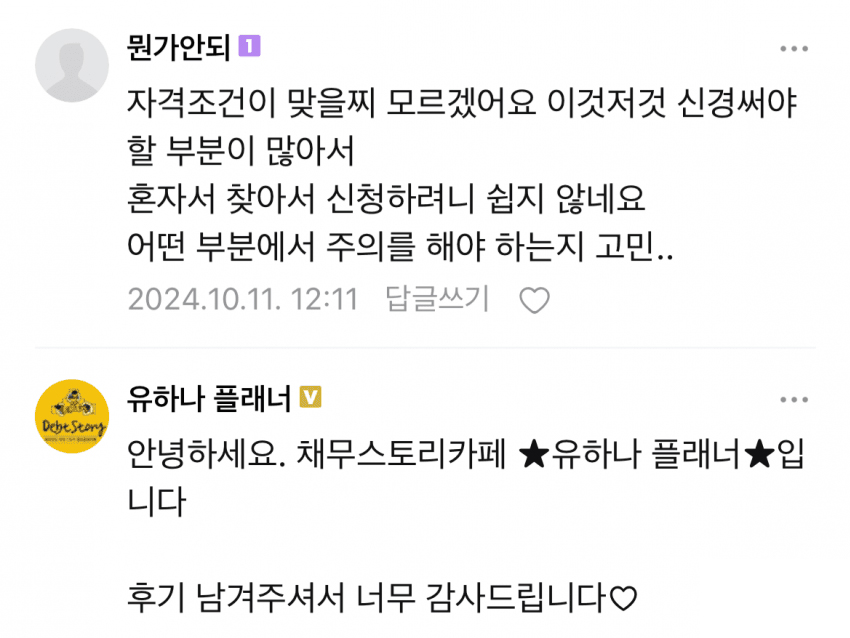 뭔가안되 1
자격조건이 맞을찌 모르겠어요 이것저것 신경써야
할 부분이 많아서
혼자서 찾아서 신청하려니 쉽지 않네요
어떤 부분에서 주의를 해야 하는지 고민..
2024.10.11. 12:11 답글쓰기
유하나 플래너 V
Debt Story
안녕하세요. 채무스토리카페 ★유하나 플래너★입
니다
후기 남겨주셔서 너무 감사드립니다♡